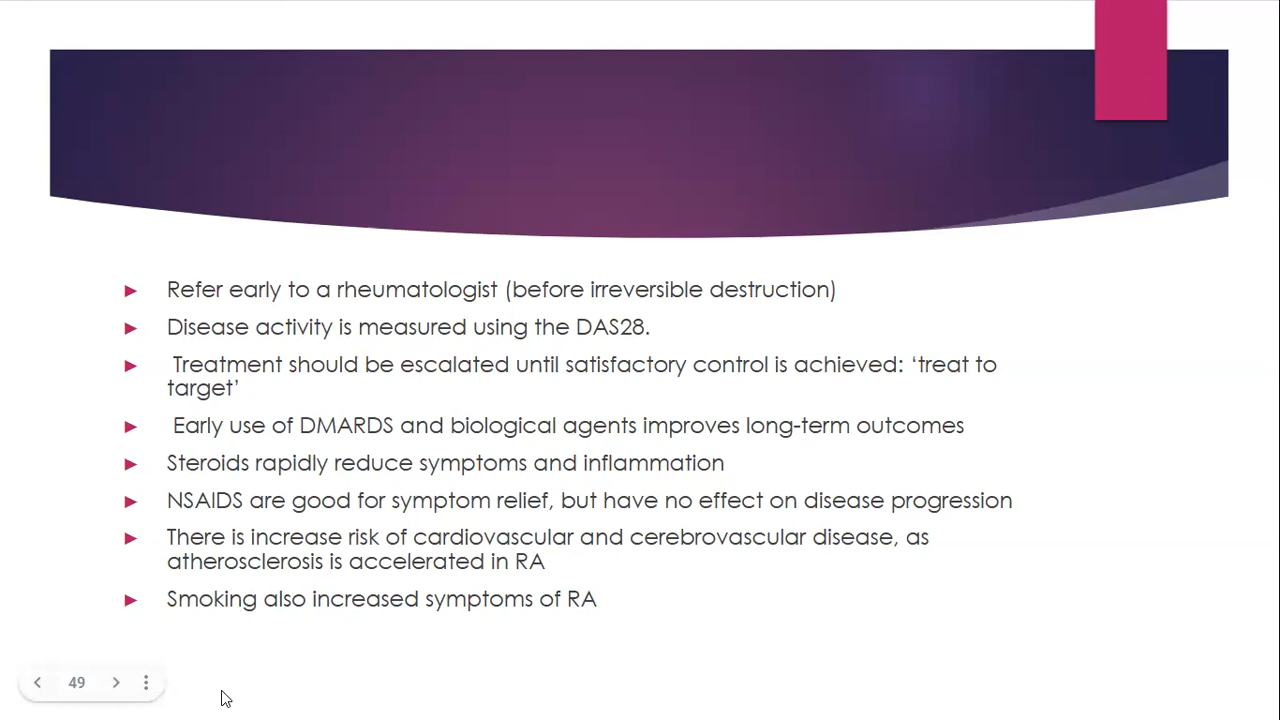 Refer early to a rheumatologist (before irreversible destruction)
Disease activity is measured using the DAS28.
Treatment should be escalated until satisfactory control is achieved: ‘treat to
target’
Early use of DMARDS and biological agents improves long-term outcomes
Steroids rapidly reduce symptoms and inflammation
NSAIDS are good for symptom relief, but have no effect on disease progression
There is increase risk of cardiovascular and cerebrovascular disease, as
atherosclerosis is accelerated in RA
Smoking also increased symptoms of RA
49